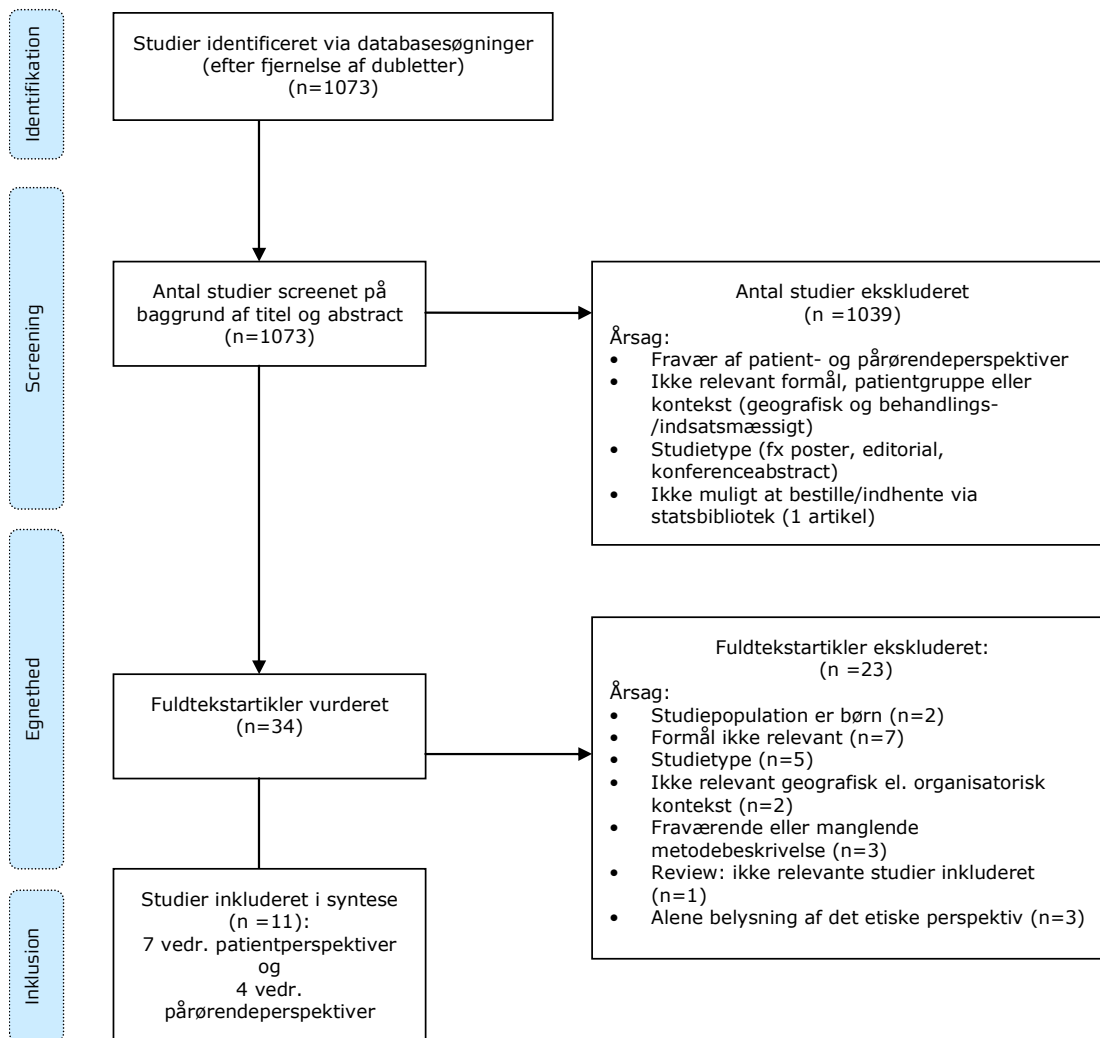 Identifikation
Studier identificeret via databasesøgninger
(efter fjernelse af dubletter)
(n=1073)
Screening
Antal studier screenet på
baggrund af titel og abstract
(n=1073)
Antal studier ekskluderet
(n =1039)
Årsag:
• Fravær af patient- og pårørendeperspektiver
• Ikke relevant formål, patientgruppe eller
kontekst (geografisk og behandlings-
/indsatsmæssigt)
• Studietype (fx poster, editorial,
konferenceabstract)
• Ikke muligt at bestille/indhente via
statsbibliotek (1 artikel)
Egnethed
Fuldtekstartikler vurderet
(n=34)
Fuldtekstartikler ekskluderet:
(n =23)
Årsag:
• Studiepopulation er børn (n=2)
• Formål ikke relevant (n=7)
• Studietype (n=5)
• Ikke relevant geografisk el. organisatorisk
kontekst (n=2)
• Fraværende eller manglende
metodebeskrivelse (n=3)
• Review: ikke relevante studier inkluderet
(n=1)
• Alene belysning af det etiske perspektiv (n=3)
Inklusion
Studier inkluderet i syntese
(n =11):
7 vedr. patientperspektiver
og
4 vedr.
pårørendeperspektiver